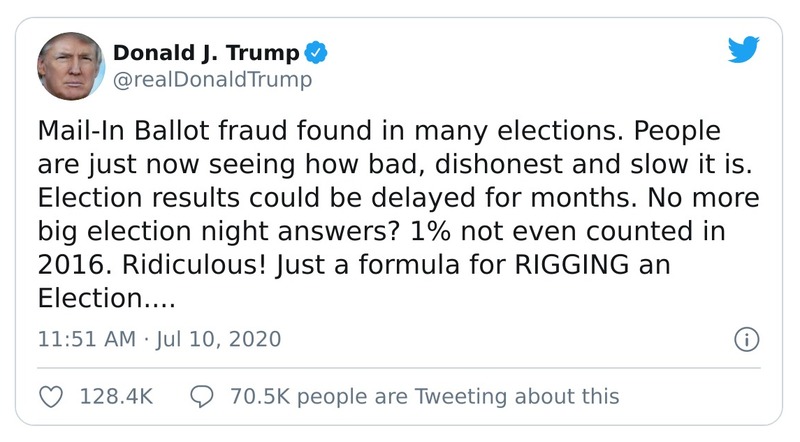 Donald J. Trump
@realDonaldTrump
Mail-In Ballot fraud found in many elections. People
are just now seeing how bad, dishonest and slow it is.
Election results could be delayed for months. No more
big election night answers? 1% not even counted in
2016. Ridiculous! Just a formula for RIGGING an
Election....
11:51 AM · Jul 10, 2020
128.4K 70.5K people are Tweeting about this